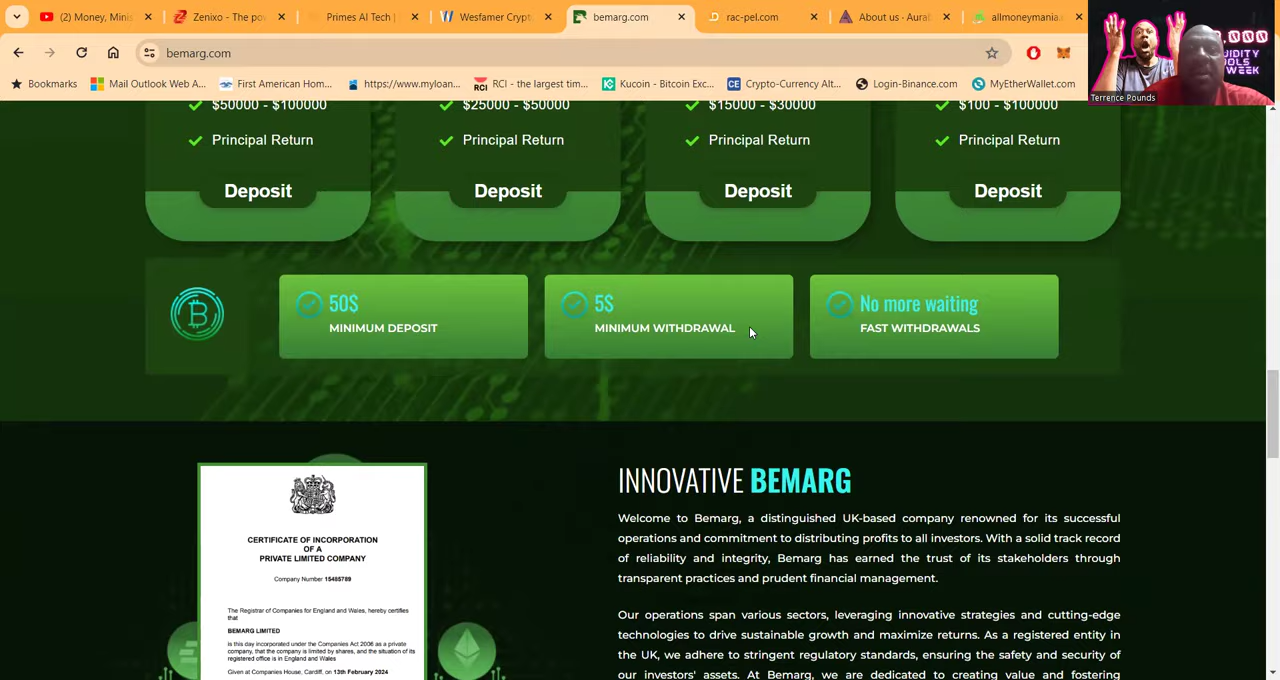 (2) Money, Minis
Zenixo - The pow
Primes AI Tech |
Wesfamer Crypt
bemarg.com
rac-pel.com
About us · Aural
allmoneymania.c
bemarg.com
Bookmarks
Mail Outlook Web A...
First American Hom...
https://www.myloan...
RCI - the largest tim...
Kucoin - Bitcoin Exc...
Crypto-Currency Alt...
Login-Binance.com
MyEtherWallet.com
Terrence Pounds
$50000 - $100000
$25000 - $50000
$15000 - $30000
$100 - $100000
Principal Return
Principal Return
Principal Return
Principal Return
Deposit
Deposit
Deposit
Deposit
50$
MINIMUM DEPOSIT
5$
MINIMUM WITHDRAWAL
No more waiting
FAST WITHDRAWALS
CERTIFICATE OF INCORPORATION
OF A
PRIVATE LIMITED COMPANY
Company Number 15485789
The Registrar of Companies for England and Wales, hereby certifies
that
BEMARG LIMITED
is this day incorporated under the Companies Act 2006 as a private
company, that the company is limited by shares, and the situation of its
registered office is in England and Wales
Given at Companies House, Cardiff, on 13th February 2024
INNOVATIVE BEMARG
Welcome to Bemarg, a distinguished UK-based company renowned for its successful
operations and commitment to distributing profits to all investors. With a solid track record
of reliability and integrity, Bemarg has earned the trust of its stakeholders through
transparent practices and prudent financial management.
Our operations span various sectors, leveraging innovative strategies and cutting-edge
technologies to drive sustainable growth and maximize returns. As a registered entity in
the UK, we adhere to stringent regulatory standards, ensuring the safety and security of
our investors' assets. At Bemarg, we are dedicated to creating value and fostering